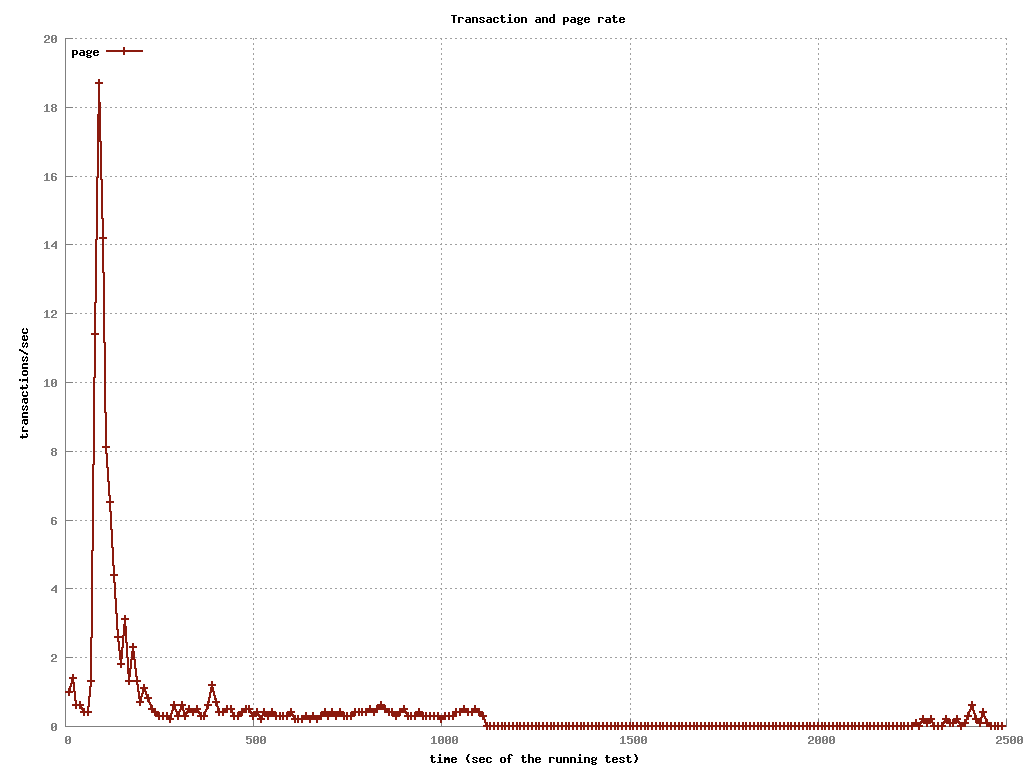 Transaction and page rate
page
20
18
16
14
12
10
8
6
4
2
0
transactions/sec
0 500 1000 1500 2000 2500
time (sec of the running test)